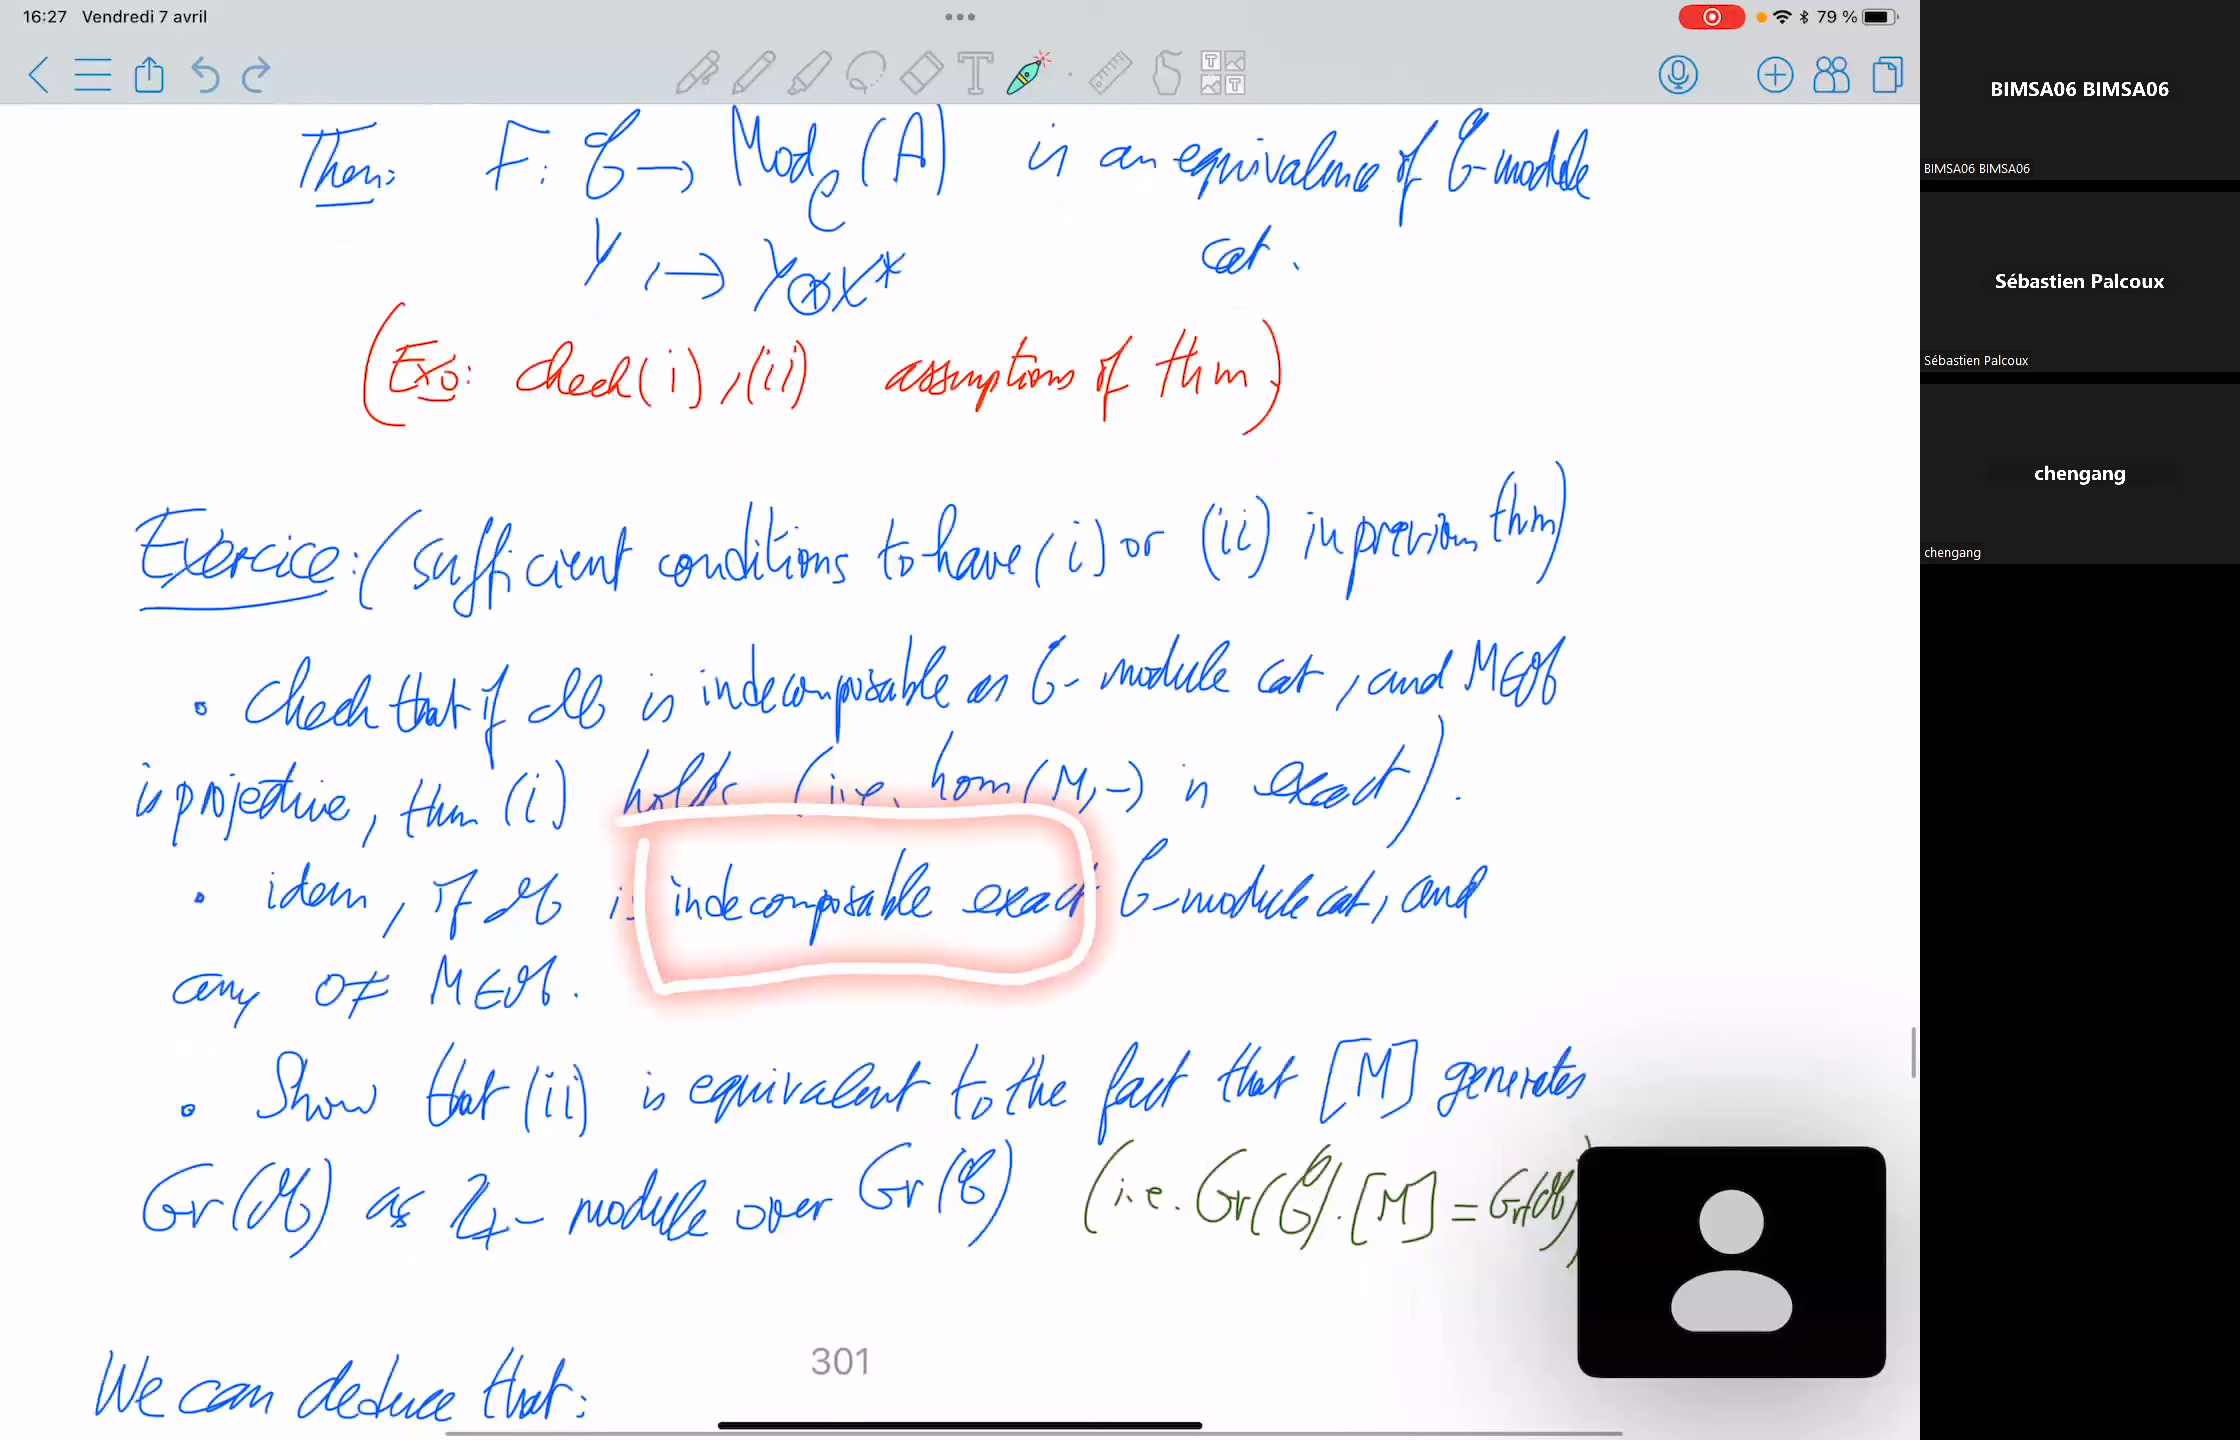 16:27 Vendredi 7 avril
79 %
Then: F: 𝒞 → Mod_C (A) is an equivalence of 𝒞-module
Y ↦ Y⊗X* cat.
(Exo: check (i), (ii) assumptions of thm)
Exercice: (sufficient conditions to have (i) or (ii) in previous thm)
• Check that if ℳ is indecomposable as 𝒞-module cat, and M∈ℳ
is projective, then (i) holds (i.e. hom(M,-) is exact).
• idem, if ℳ is indecomposable exact 𝒞-module cat, and
any 0≠ M∈ℳ.
• Show that (ii) is equivalent to the fact that [M] generates
Gr(ℳ) as ℤ₊-module over Gr(𝒞) (i.e. Gr(𝒞).[M] = Gr(ℳ)
301
We can deduce that:
BIMSA06 BIMSA06
BIMSA06 BIMSA06
Sébastien Palcoux
Sébastien Palcoux
chengang
chengang